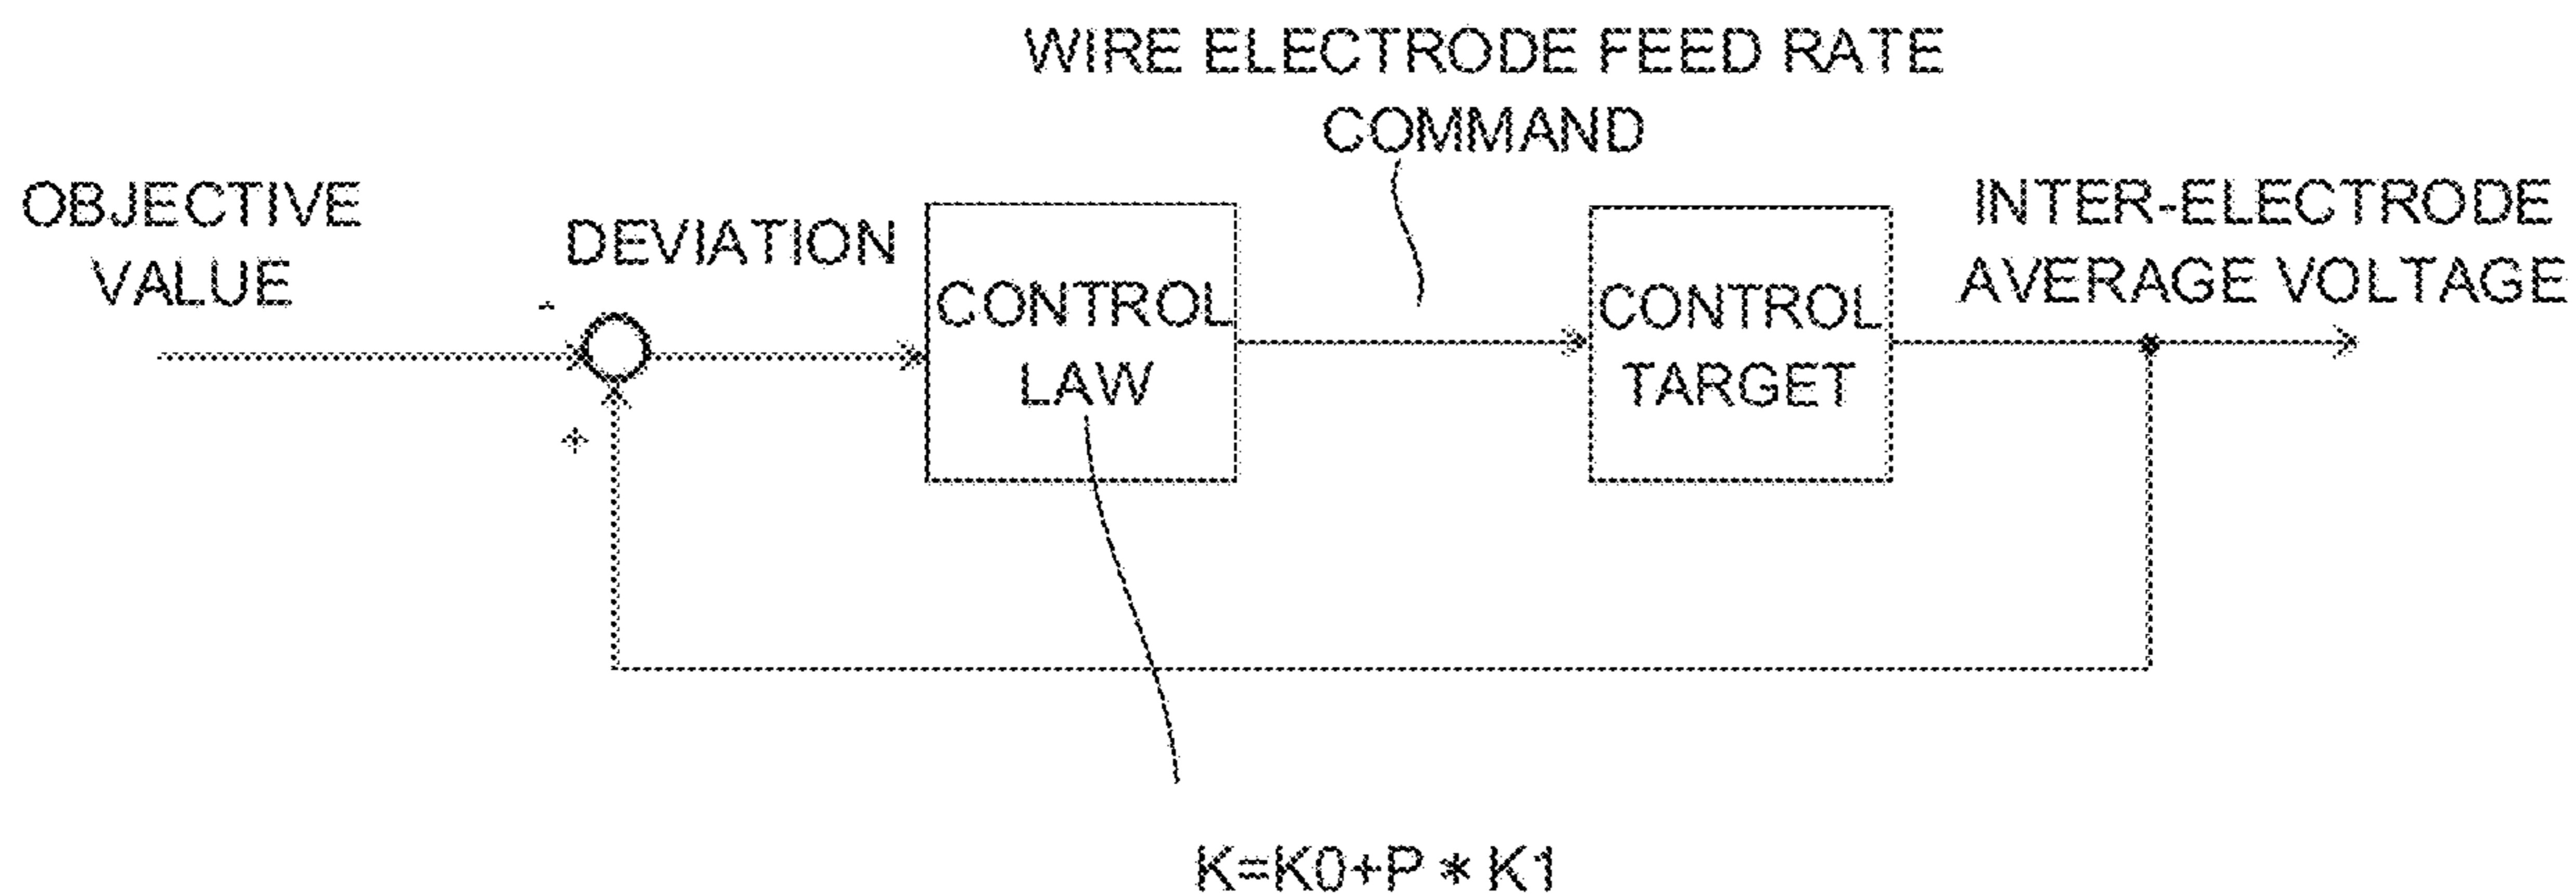 WIRE ELECTRODE FEED RATE
COMMAND
OBJECTIVE
VALUE
DEVIATION
-
+
CONTROL
LAW
CONTROL
TARGET
INTER-ELECTRODE
AVERAGE VOLTAGE
K=K0+P * K1